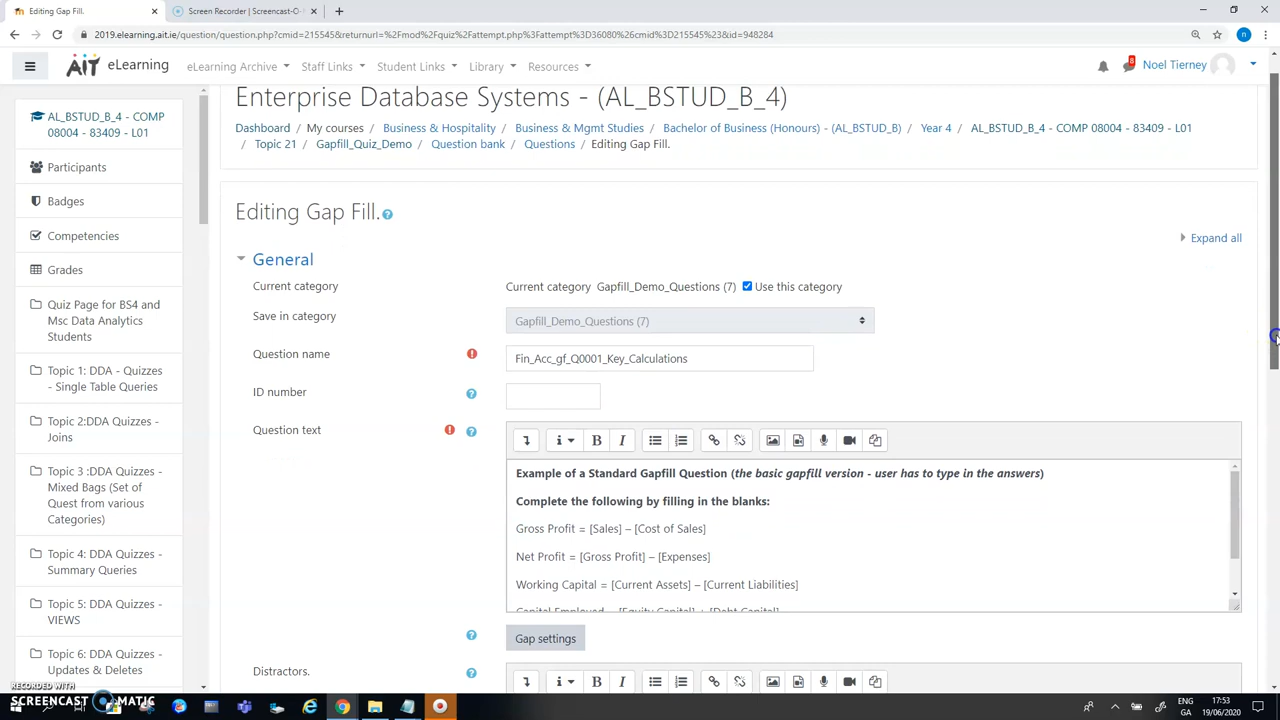 Editing Gap Fill.
Screen Recorder | Screencast-O-
2019.elearning.ait.ie/question/question.php?cmid=215545&returnurl=%2Fmod%2Fquiz%2Fattempt.php%3Fattempt%3D36080%26cmid%3D215545%23&id=948284
n
AIT eLearning
eLearning Archive
Staff Links
Student Links
Library
Resources
8
Noel Tierney
AL_BSTUD_B_4 - COMP
08004 - 83409 - L01
Participants
Badges
Competencies
Grades
Quiz Page for BS4 and
Msc Data Analytics
Students
Topic 1: DDA - Quizzes
- Single Table Queries
Topic 2:DDA Quizzes -
Joins
Topic 3 :DDA Quizzes -
Mixed Bags (Set of
Quest from various
Categories)
Topic 4: DDA Quizzes -
Summary Queries
Topic 5: DDA Quizzes -
VIEWS
Topic 6: DDA Quizzes -
Updates & Deletes
Enterprise Database Systems - (AL_BSTUD_B_4)
Dashboard / My courses / Business & Hospitality / Business & Mgmt Studies / Bachelor of Business (Honours) - (AL_BSTUD_B) / Year 4 / AL_BSTUD_B_4 - COMP 08004 - 83409 - L01
/ Topic 21 / Gapfill_Quiz_Demo / Question bank / Questions / Editing Gap Fill.
Editing Gap Fill.
Expand all
General
Current category Current category Gapfill_Demo_Questions (7) Use this category
Save in category Gapfill_Demo_Questions (7)
Question name Fin_Acc_gf_Q0001_Key_Calculations
ID number
Question text
Example of a Standard Gapfill Question (the basic gapfill version - user has to type in the answers)
Complete the following by filling in the blanks:
Gross Profit = [Sales] – [Cost of Sales]
Net Profit = [Gross Profit] – [Expenses]
Working Capital = [Current Assets] – [Current Liabilities]
Capital Employed = [Equity Capital] + [Debt Capital]
Gap settings
Distractors.
RECORDED WITH
SCREENCAST-O-MATIC
ENG
GA
17:53
19/06/2020